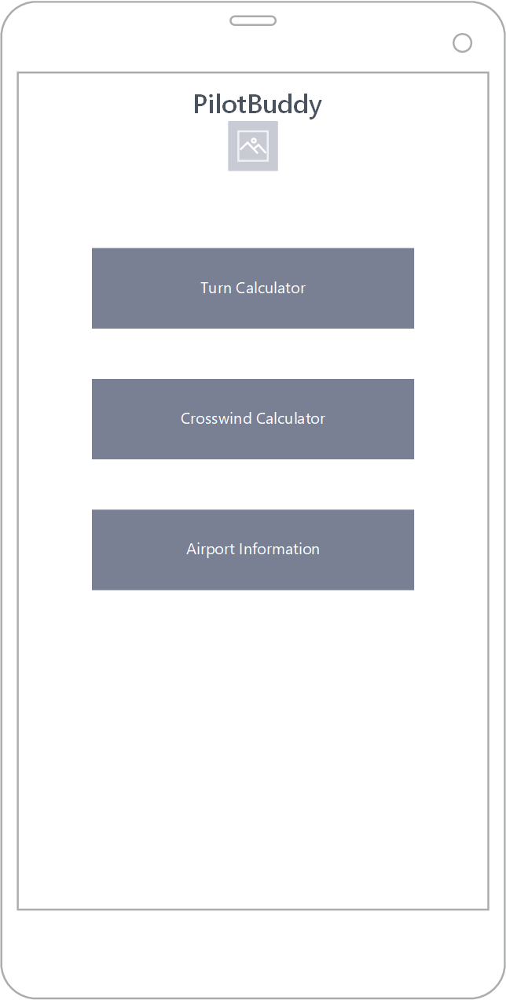 PilotBuddy
Turn Calculator
Crosswind Calculator
Airport Information